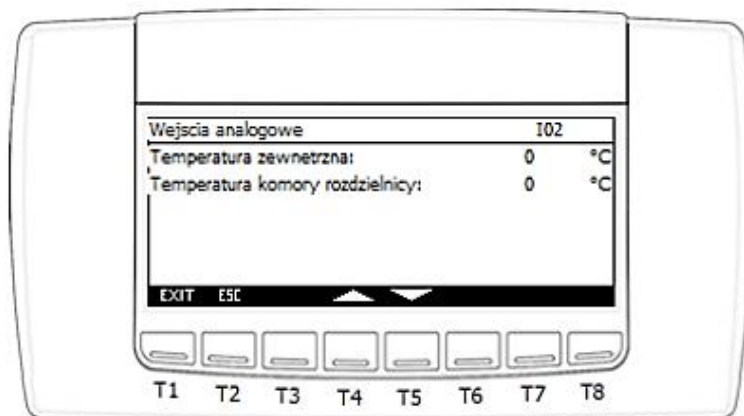 Wejscia analogowe I02
Temperatura zewnetrzna: 0 °C
Temperatura komory rozdzielnicy: 0 °C
EXIT ESC
T1 T2 T3 T4 T5 T6 T7 T8